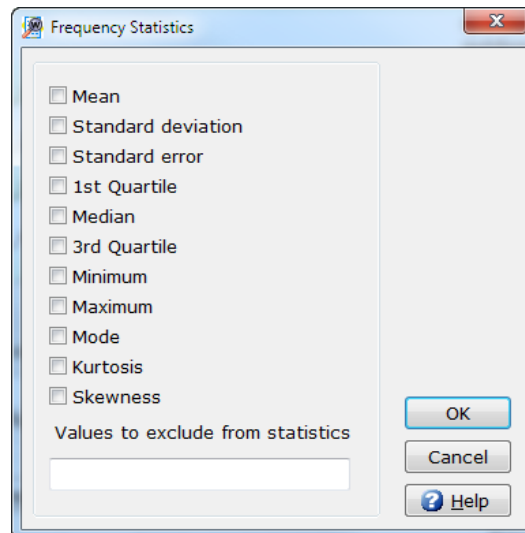 Frequency Statistics
Mean
Standard deviation
Standard error
1st Quartile
Median
3rd Quartile
Minimum
Maximum
Mode
Kurtosis
Skewness
Values to exclude from statistics
OK
Cancel
Help